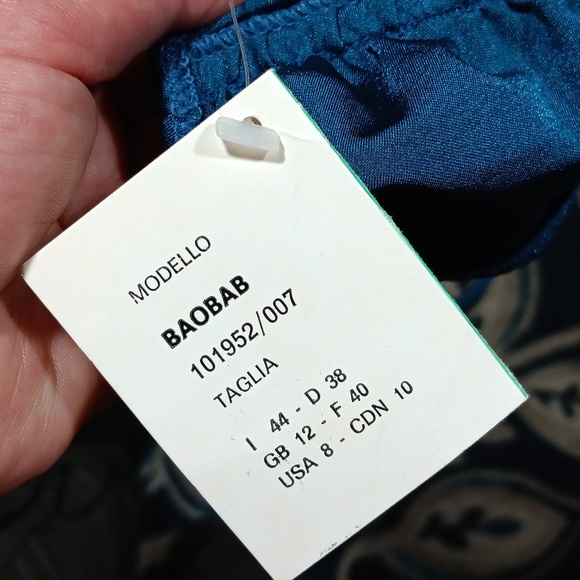 MODELLO
BAOBAB
101952/007
TAGLIA
I 44 - D 38
GB 12 - F 40
USA 8 - CDN 10